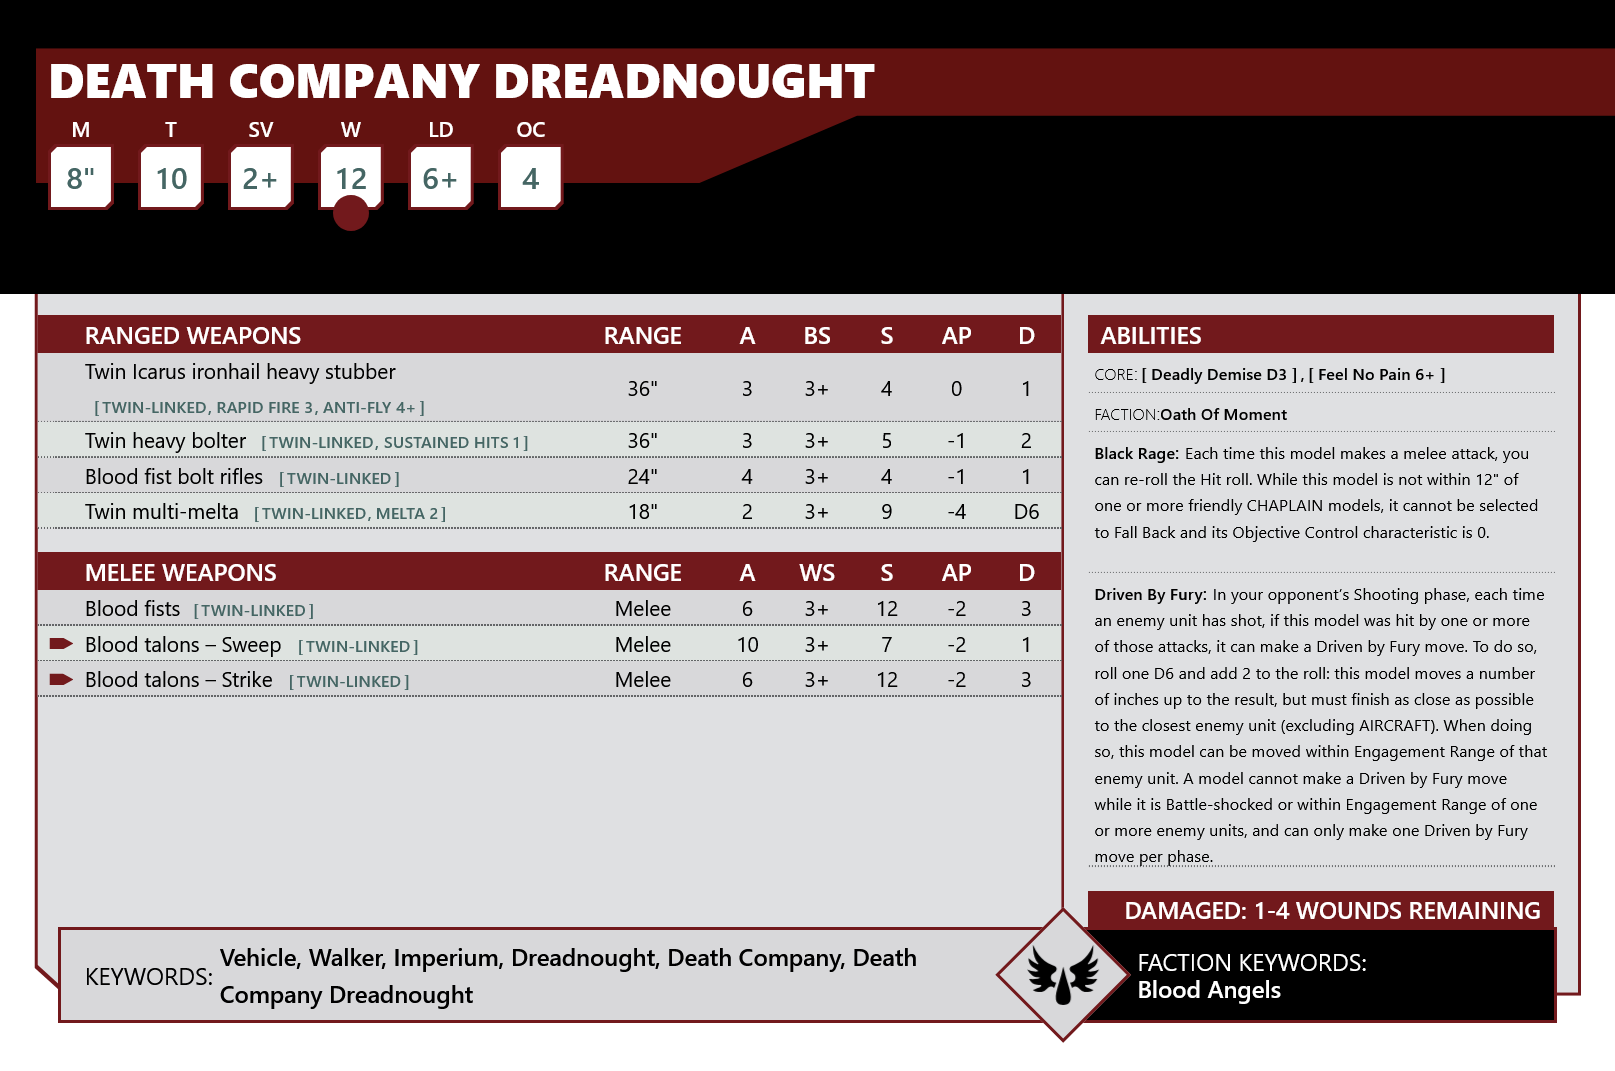 DEATH COMPANY DREADNOUGHT
M T SV W LD OC
8" 10 2+ 12 6+ 4
RANGED WEAPONS RANGE A BS S AP D
Twin Icarus ironhail heavy stubber
[TWIN-LINKED, RAPID FIRE 3, ANTI-FLY 4+] 36" 3 3+ 4 0 1
Twin heavy bolter [TWIN-LINKED, SUSTAINED HITS 1] 36" 3 3+ 5 -1 2
Blood fist bolt rifles [TWIN-LINKED] 24" 4 3+ 4 -1 1
Twin multi-melta [TWIN-LINKED, MELTA 2] 18" 2 3+ 9 -4 D6
MELEE WEAPONS RANGE A WS S AP D
Blood fists [TWIN-LINKED] Melee 6 3+ 12 -2 3
Blood talons – Sweep [TWIN-LINKED] Melee 10 3+ 7 -2 1
Blood talons – Strike [TWIN-LINKED] Melee 6 3+ 12 -2 3
ABILITIES
CORE: [ Deadly Demise D3 ] , [ Feel No Pain 6+ ]
FACTION:Oath Of Moment
Black Rage: Each time this model makes a melee attack, you
can re-roll the Hit roll. While this model is not within 12" of
one or more friendly CHAPLAIN models, it cannot be selected
to Fall Back and its Objective Control characteristic is 0.
Driven By Fury: In your opponent’s Shooting phase, each time
an enemy unit has shot, if this model was hit by one or more
of those attacks, it can make a Driven by Fury move. To do so,
roll one D6 and add 2 to the roll: this model moves a number
of inches up to the result, but must finish as close as possible
to the closest enemy unit (excluding AIRCRAFT). When doing
so, this model can be moved within Engagement Range of that
enemy unit. A model cannot make a Driven by Fury move
while it is Battle-shocked or within Engagement Range of one
or more enemy units, and can only make one Driven by Fury
move per phase.
DAMAGED: 1-4 WOUNDS REMAINING
KEYWORDS: Vehicle, Walker, Imperium, Dreadnought, Death Company, Death
Company Dreadnought
FACTION KEYWORDS:
Blood Angels